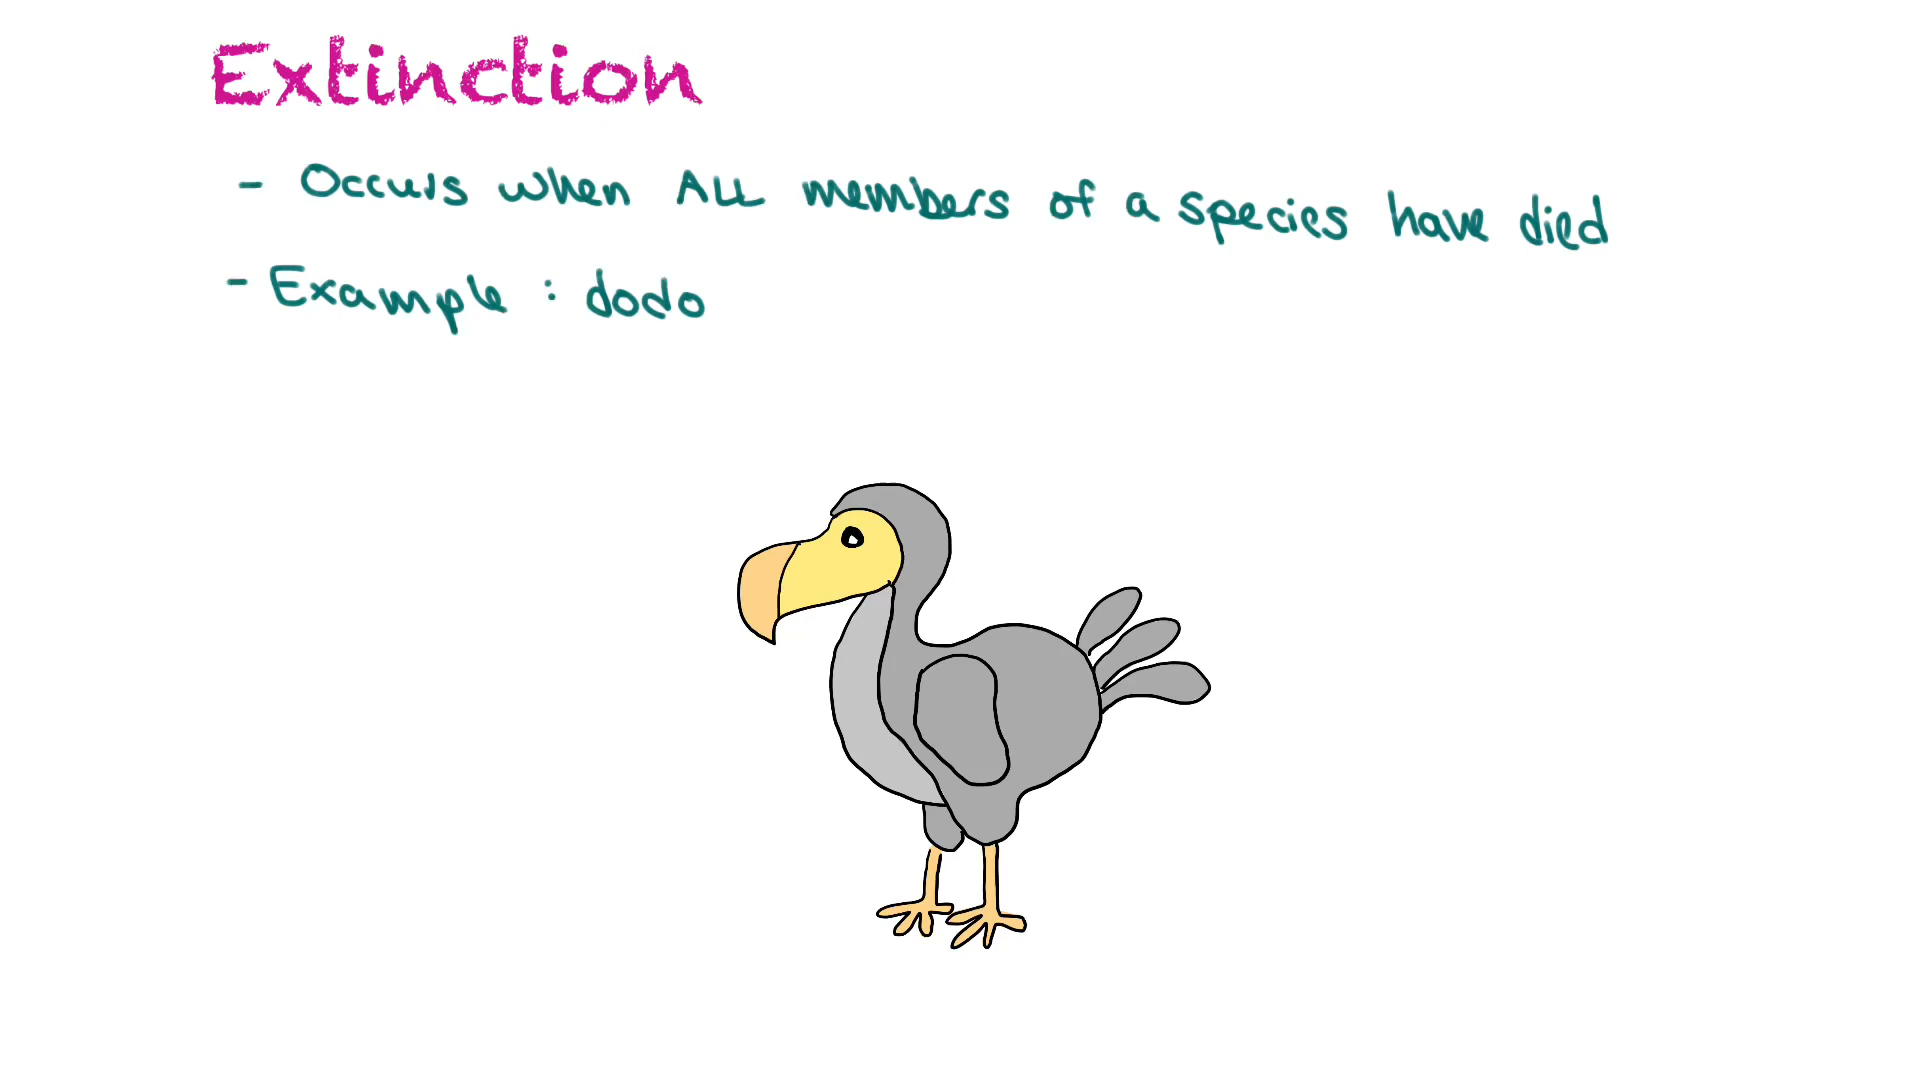 Extinction
- Occurs when ALL members of a species have died
- Example : dodo